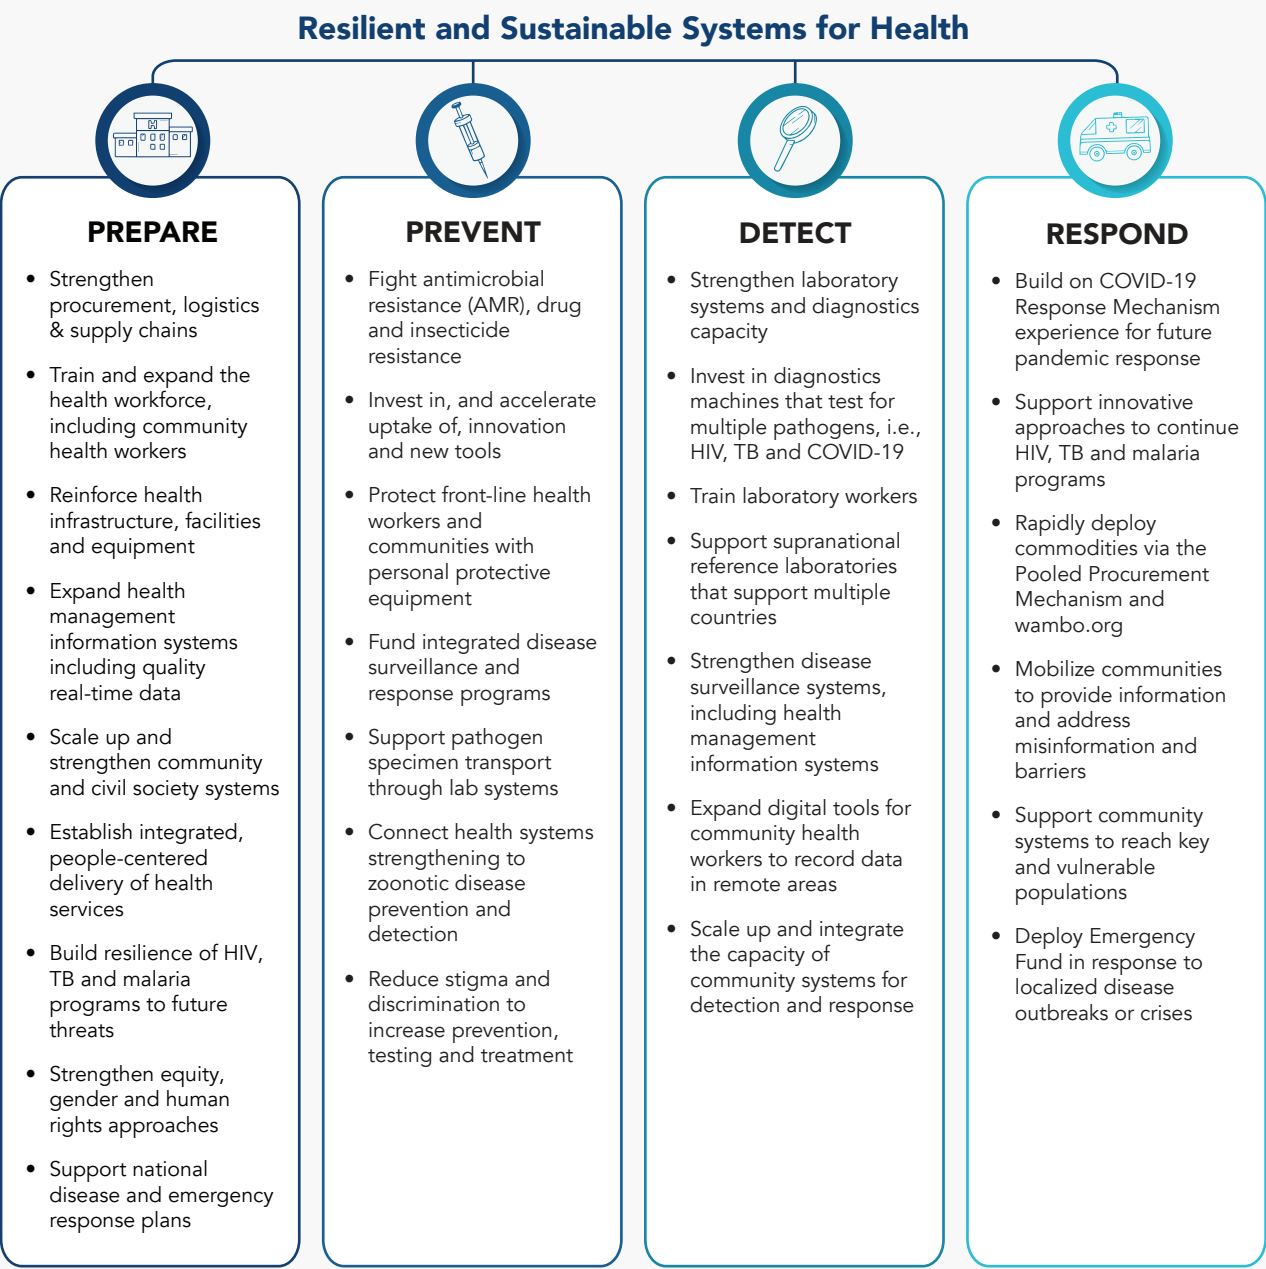 Resilient and Sustainable Systems for Health
H
PREPARE
• Strengthen
procurement, logistics
& supply chains
• Train and expand the
health workforce,
including community
health workers
• Reinforce health
infrastructure, facilities
and equipment
• Expand health
management
information systems
including quality
real-time data
• Scale up and
strengthen community
and civil society systems
• Establish integrated,
people-centered
delivery of health
services
• Build resilience of HIV,
TB and malaria
programs to future
threats
• Strengthen equity,
gender and human
rights approaches
• Support national
disease and emergency
response plans
PREVENT
• Fight antimicrobial
resistance (AMR), drug
and insecticide
resistance
• Invest in, and accelerate
uptake of, innovation
and new tools
• Protect front-line health
workers and
communities with
personal protective
equipment
• Fund integrated disease
surveillance and
response programs
• Support pathogen
specimen transport
through lab systems
• Connect health systems
strengthening to
zoonotic disease
prevention and
detection
• Reduce stigma and
discrimination to
increase prevention,
testing and treatment
DETECT
• Strengthen laboratory
systems and diagnostics
capacity
• Invest in diagnostics
machines that test for
multiple pathogens, i.e.,
HIV, TB and COVID-19
• Train laboratory workers
• Support supranational
reference laboratories
that support multiple
countries
• Strengthen disease
surveillance systems,
including health
management
information systems
• Expand digital tools for
community health
workers to record data
in remote areas
• Scale up and integrate
the capacity of
community systems for
detection and response
RESPOND
• Build on COVID-19
Response Mechanism
experience for future
pandemic response
• Support innovative
approaches to continue
HIV, TB and malaria
programs
• Rapidly deploy
commodities via the
Pooled Procurement
Mechanism and
wambo.org
• Mobilize communities
to provide information
and address
misinformation and
barriers
• Support community
systems to reach key
and vulnerable
populations
• Deploy Emergency
Fund in response to
localized disease
outbreaks or crises